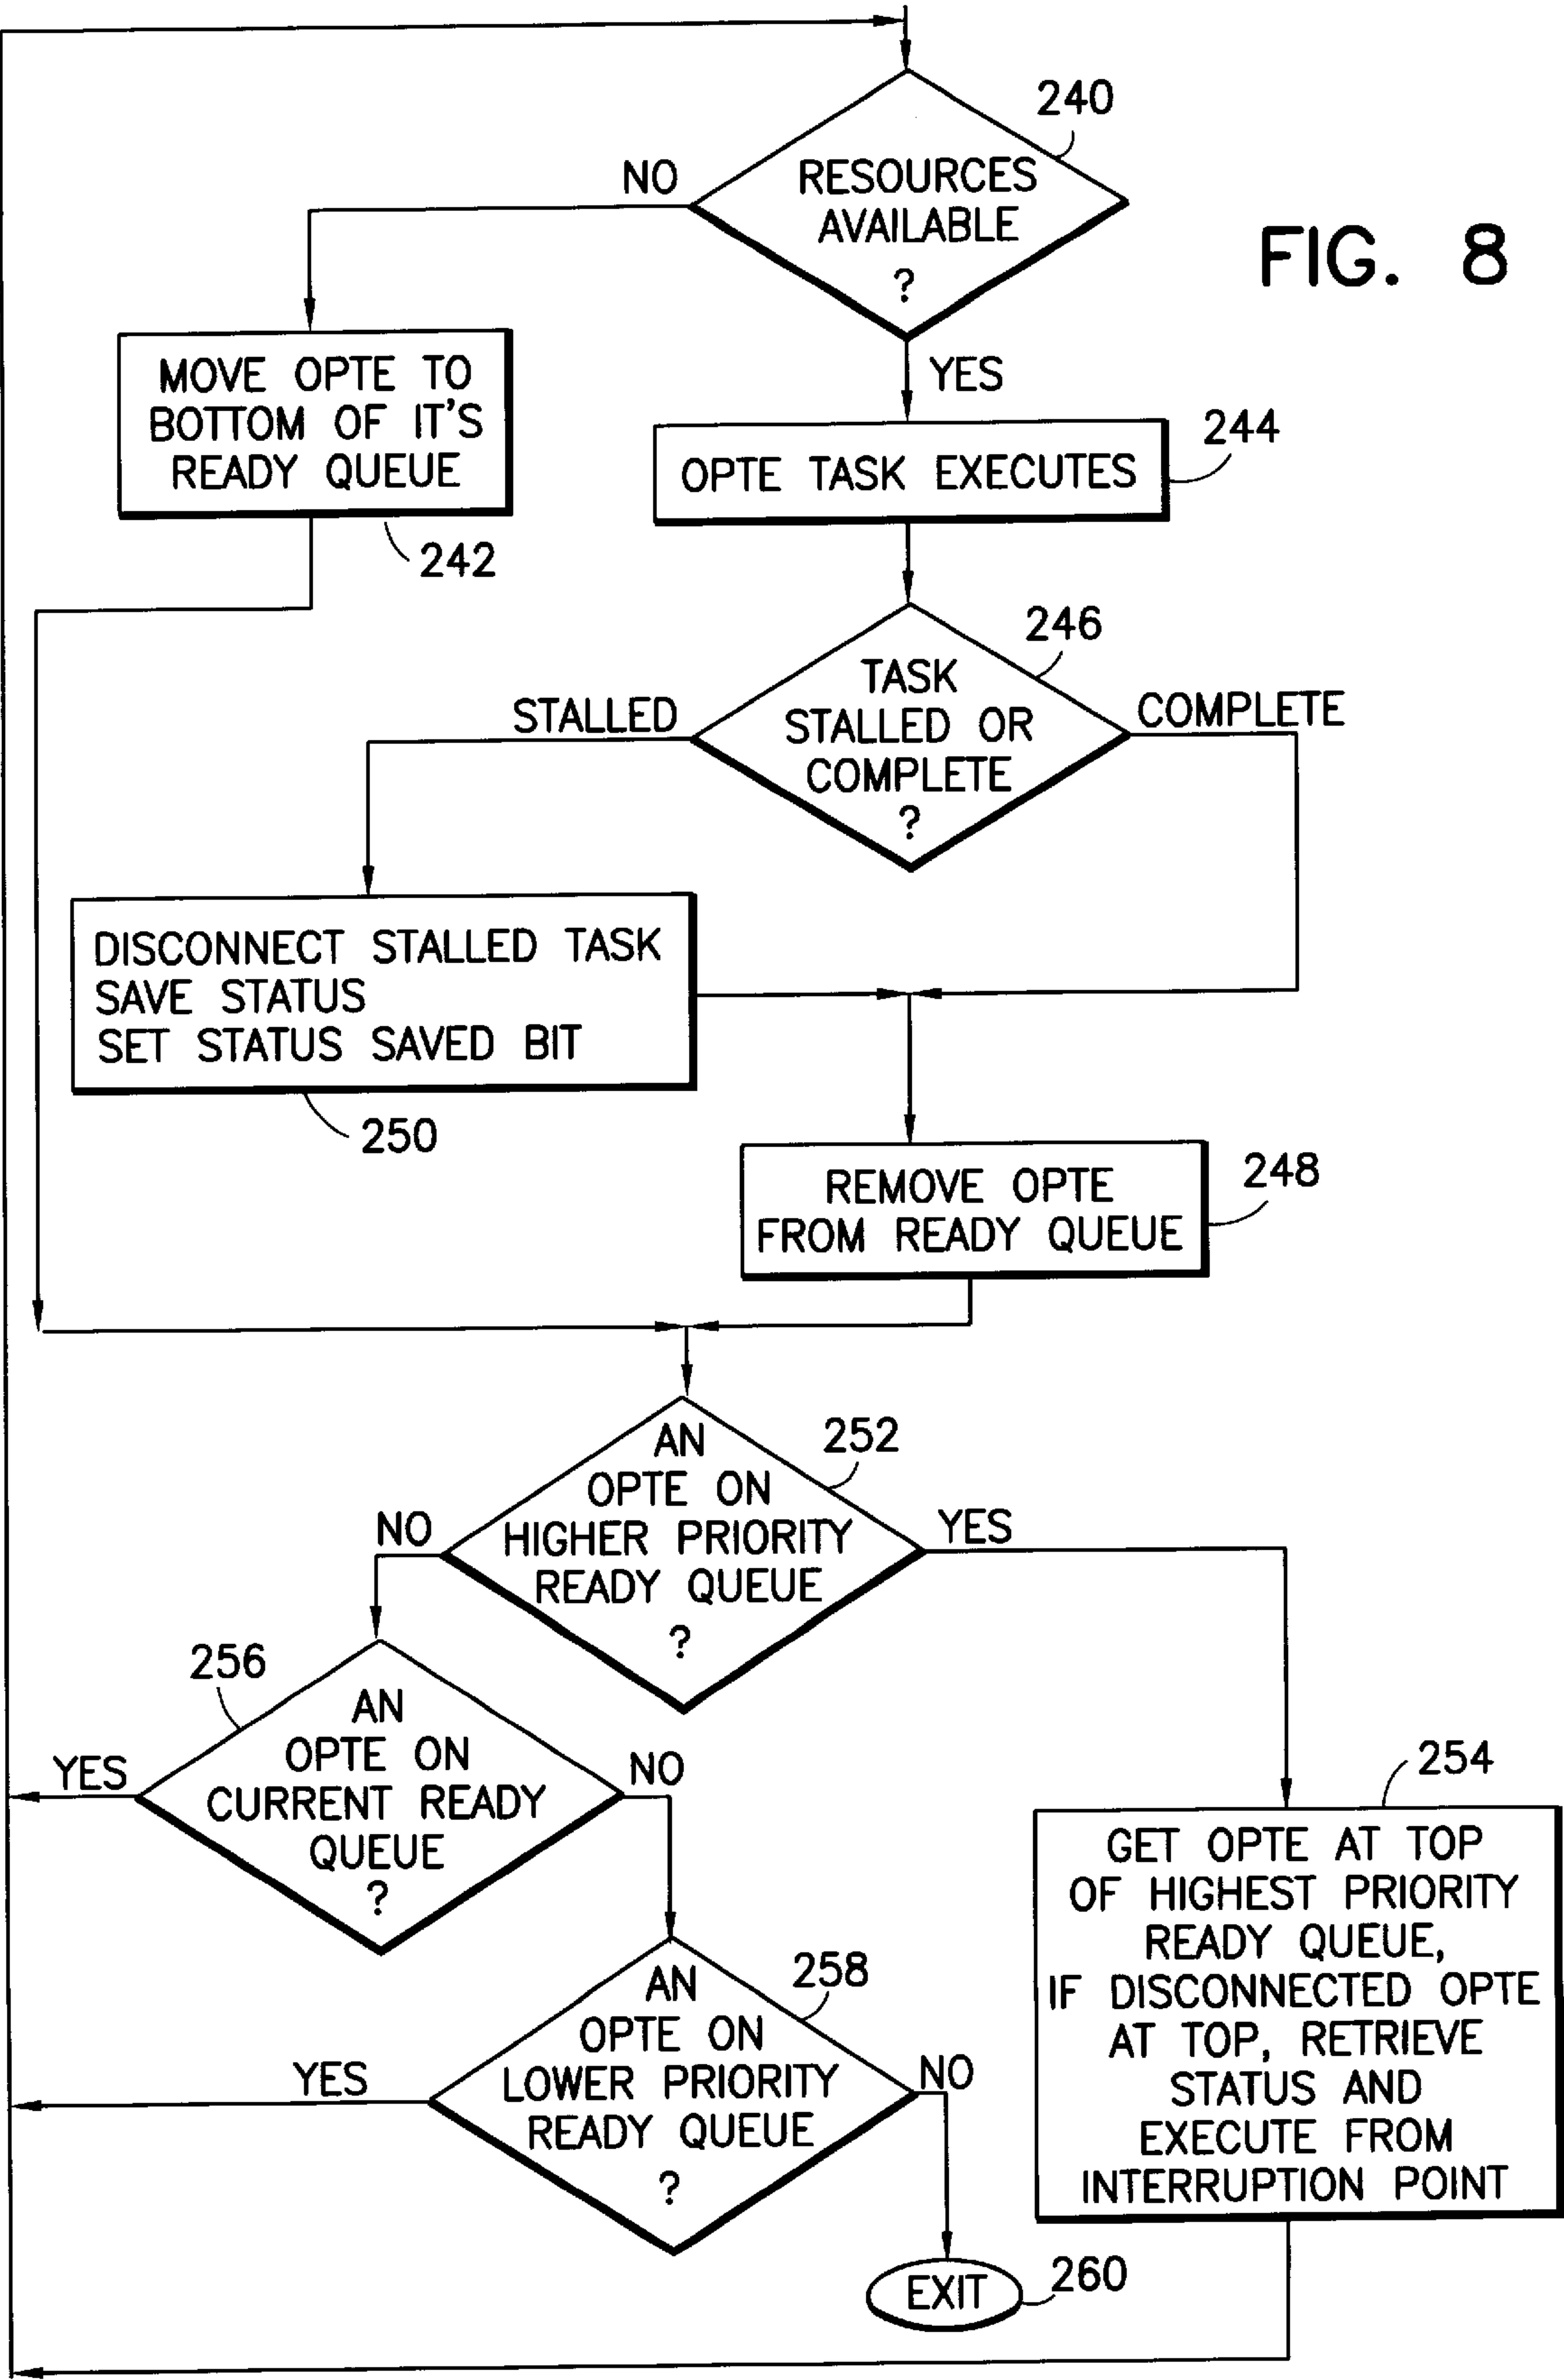 240
NO
RESOURCES
AVAILABLE
?
FIG. 8
MOVE OPTE TO
BOTTOM OF IT'S
READY QUEUE
YES
244
OPTE TASK EXECUTES
242
246
TASK
STALLED OR
COMPLETE
?
STALLED
COMPLETE
DISCONNECT STALLED TASK
SAVE STATUS
SET STATUS SAVED BIT
250
248
REMOVE OPTE
FROM READY QUEUE
252
AN
OPTE ON
HIGHER PRIORITY
READY QUEUE
?
NO
YES
256
AN
OPTE ON
CURRENT READY
QUEUE
?
YES
NO
254
GET OPTE AT TOP
OF HIGHEST PRIORITY
READY QUEUE,
IF DISCONNECTED OPTE
AT TOP, RETRIEVE
STATUS AND
EXECUTE FROM
INTERRUPTION POINT
258
AN
OPTE ON
LOWER PRIORITY
READY QUEUE
?
YES
NO
EXIT
260